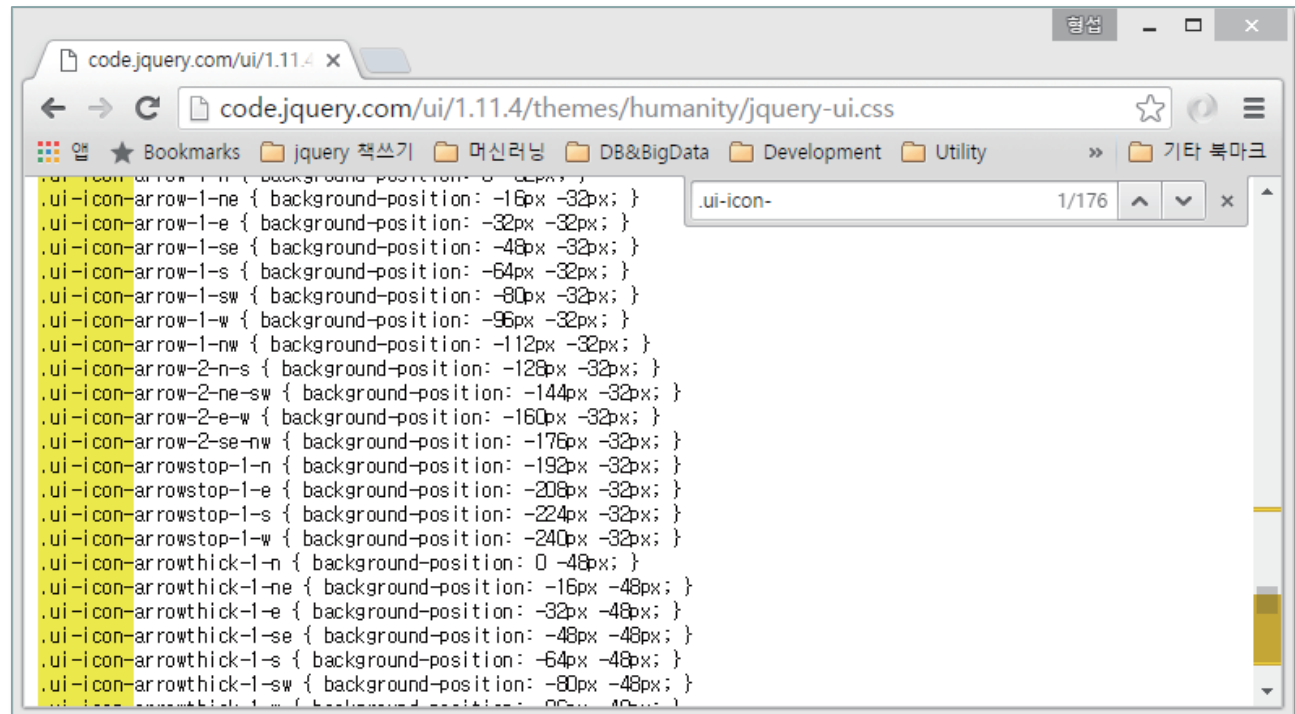 형섭
code.jquery.com/ui/1.11.4
code.jquery.com/ui/1.11.4/themes/humanity/jquery-ui.css
앱 Bookmarks jquery 책쓰기 머신러닝 DB&BigData Development Utility » 기타 북마크
.ui-icon- 1/176
.ui-icon-arrow-1-n { background-position: 0 -32px; }
.ui-icon-arrow-1-ne { background-position: -16px -32px; }
.ui-icon-arrow-1-e { background-position: -32px -32px; }
.ui-icon-arrow-1-se { background-position: -48px -32px; }
.ui-icon-arrow-1-s { background-position: -64px -32px; }
.ui-icon-arrow-1-sw { background-position: -80px -32px; }
.ui-icon-arrow-1-w { background-position: -96px -32px; }
.ui-icon-arrow-1-nw { background-position: -112px -32px; }
.ui-icon-arrow-2-n-s { background-position: -128px -32px; }
.ui-icon-arrow-2-ne-sw { background-position: -144px -32px; }
.ui-icon-arrow-2-e-w { background-position: -160px -32px; }
.ui-icon-arrow-2-se-nw { background-position: -176px -32px; }
.ui-icon-arrowstop-1-n { background-position: -192px -32px; }
.ui-icon-arrowstop-1-e { background-position: -208px -32px; }
.ui-icon-arrowstop-1-s { background-position: -224px -32px; }
.ui-icon-arrowstop-1-w { background-position: -240px -32px; }
.ui-icon-arrowthick-1-n { background-position: 0 -48px; }
.ui-icon-arrowthick-1-ne { background-position: -16px -48px; }
.ui-icon-arrowthick-1-e { background-position: -32px -48px; }
.ui-icon-arrowthick-1-se { background-position: -48px -48px; }
.ui-icon-arrowthick-1-s { background-position: -64px -48px; }
.ui-icon-arrowthick-1-sw { background-position: -80px -48px; }